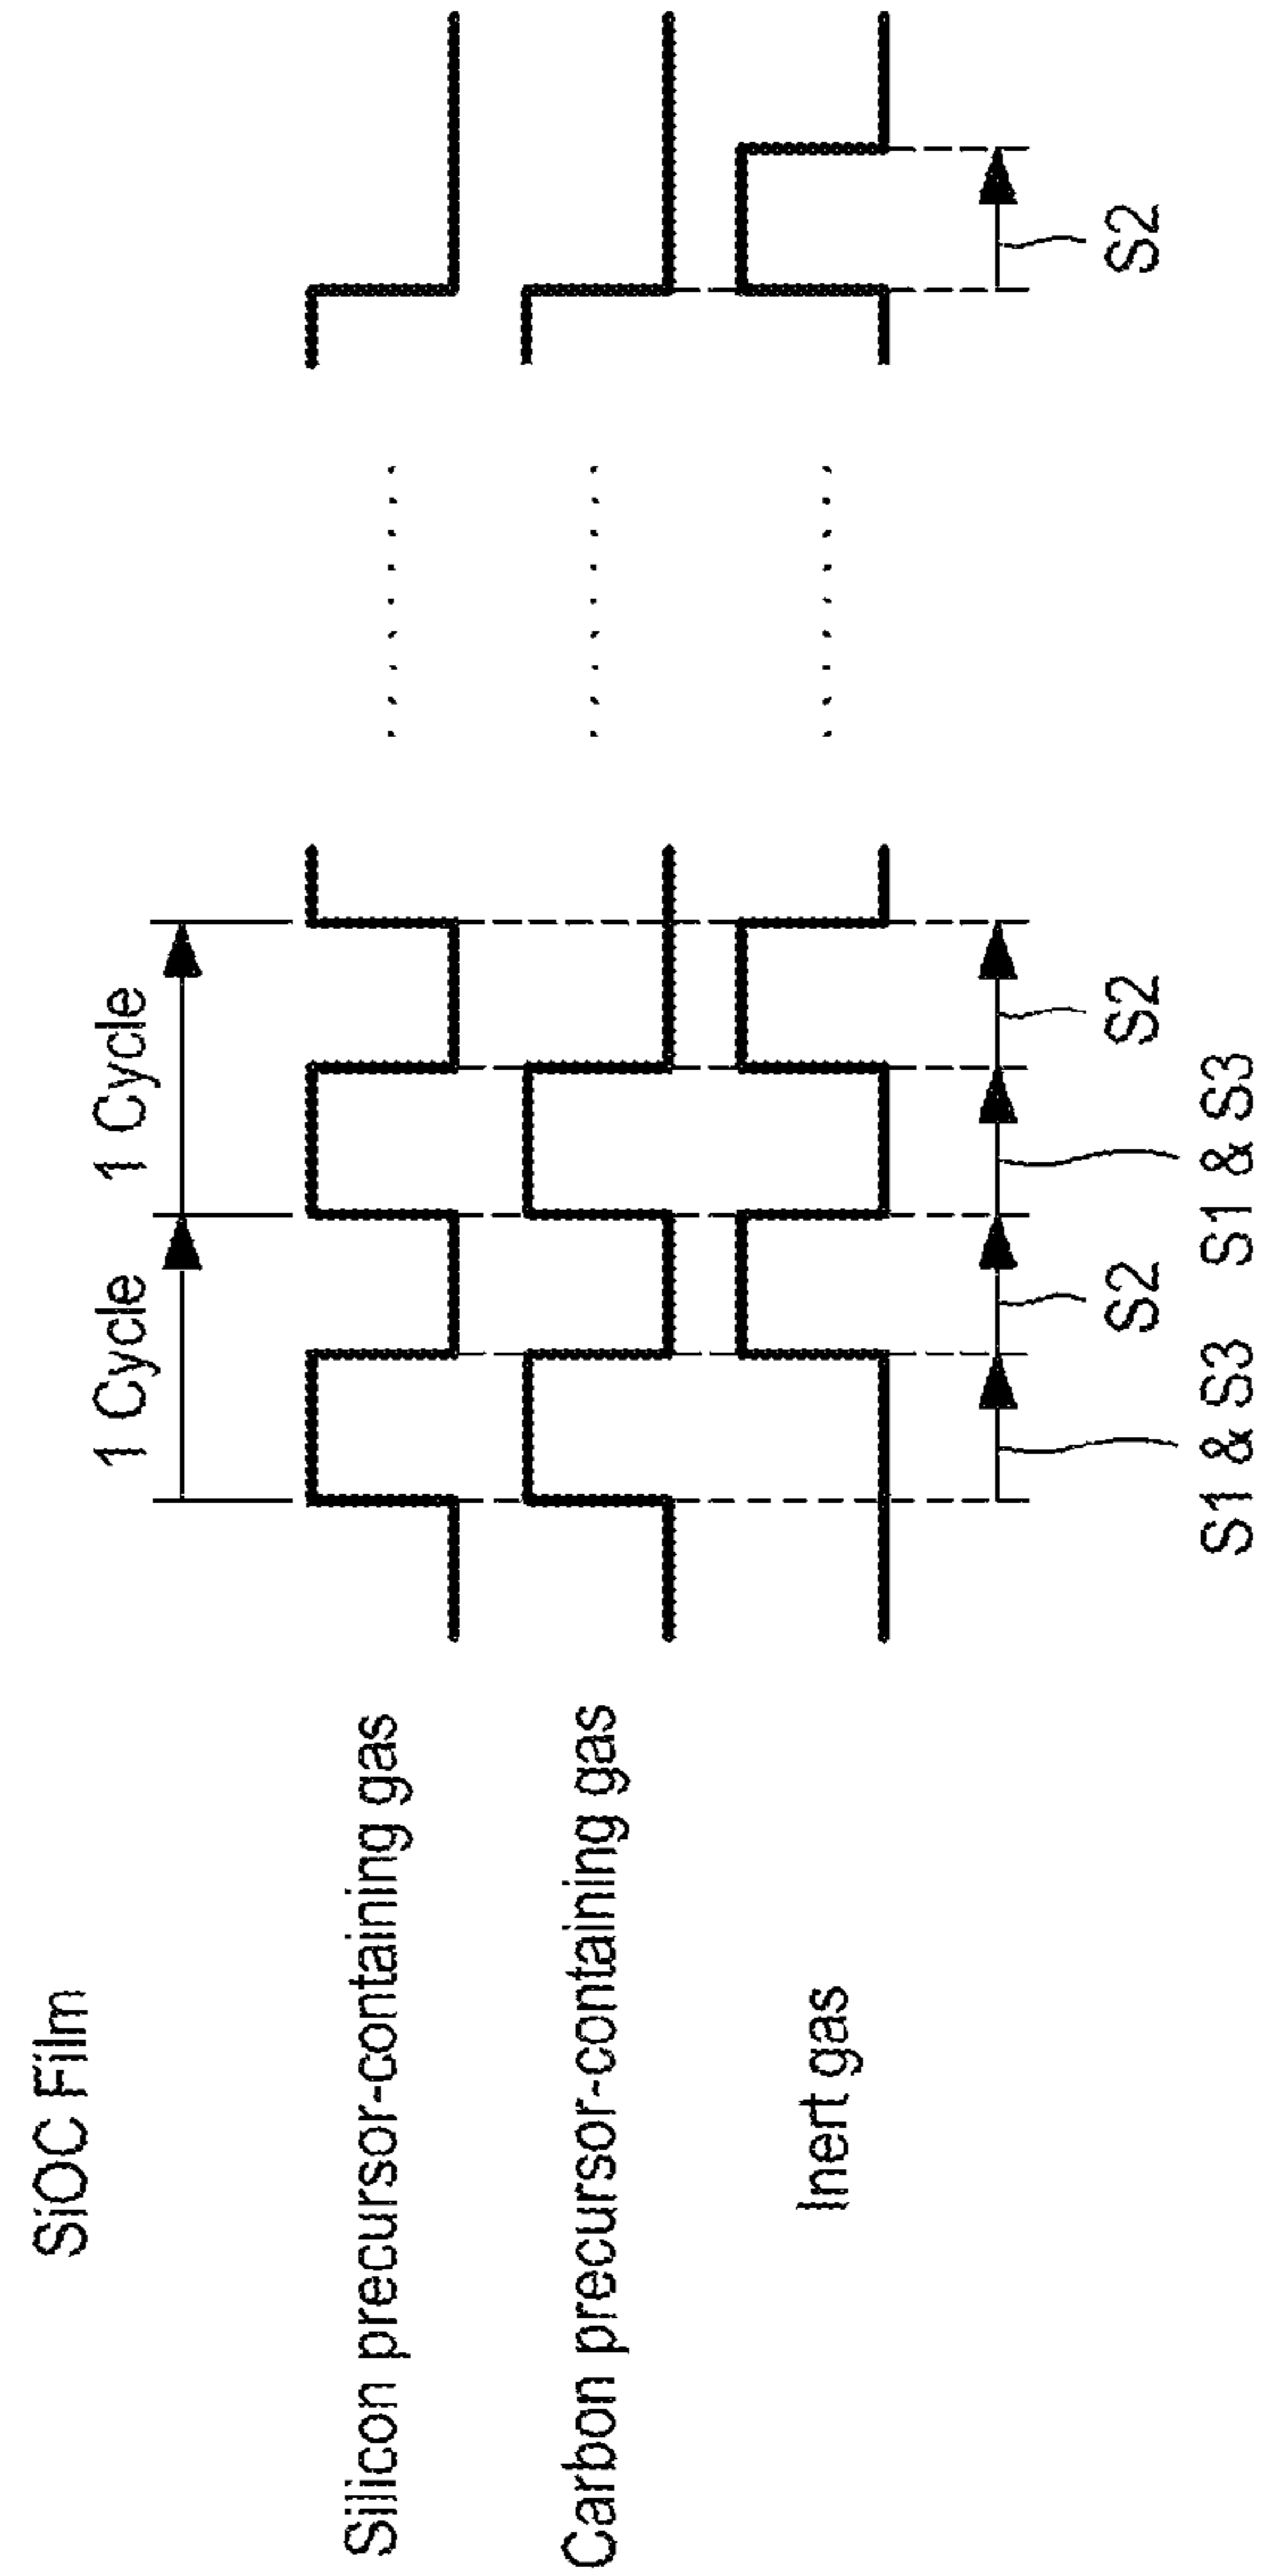 SiOC Film
1 Cycle
1 Cycle
Silicon precursor-containing gas
Carbon precursor-containing gas
Inert gas
S2
S2
S2
S1 & S3
S1 & S3